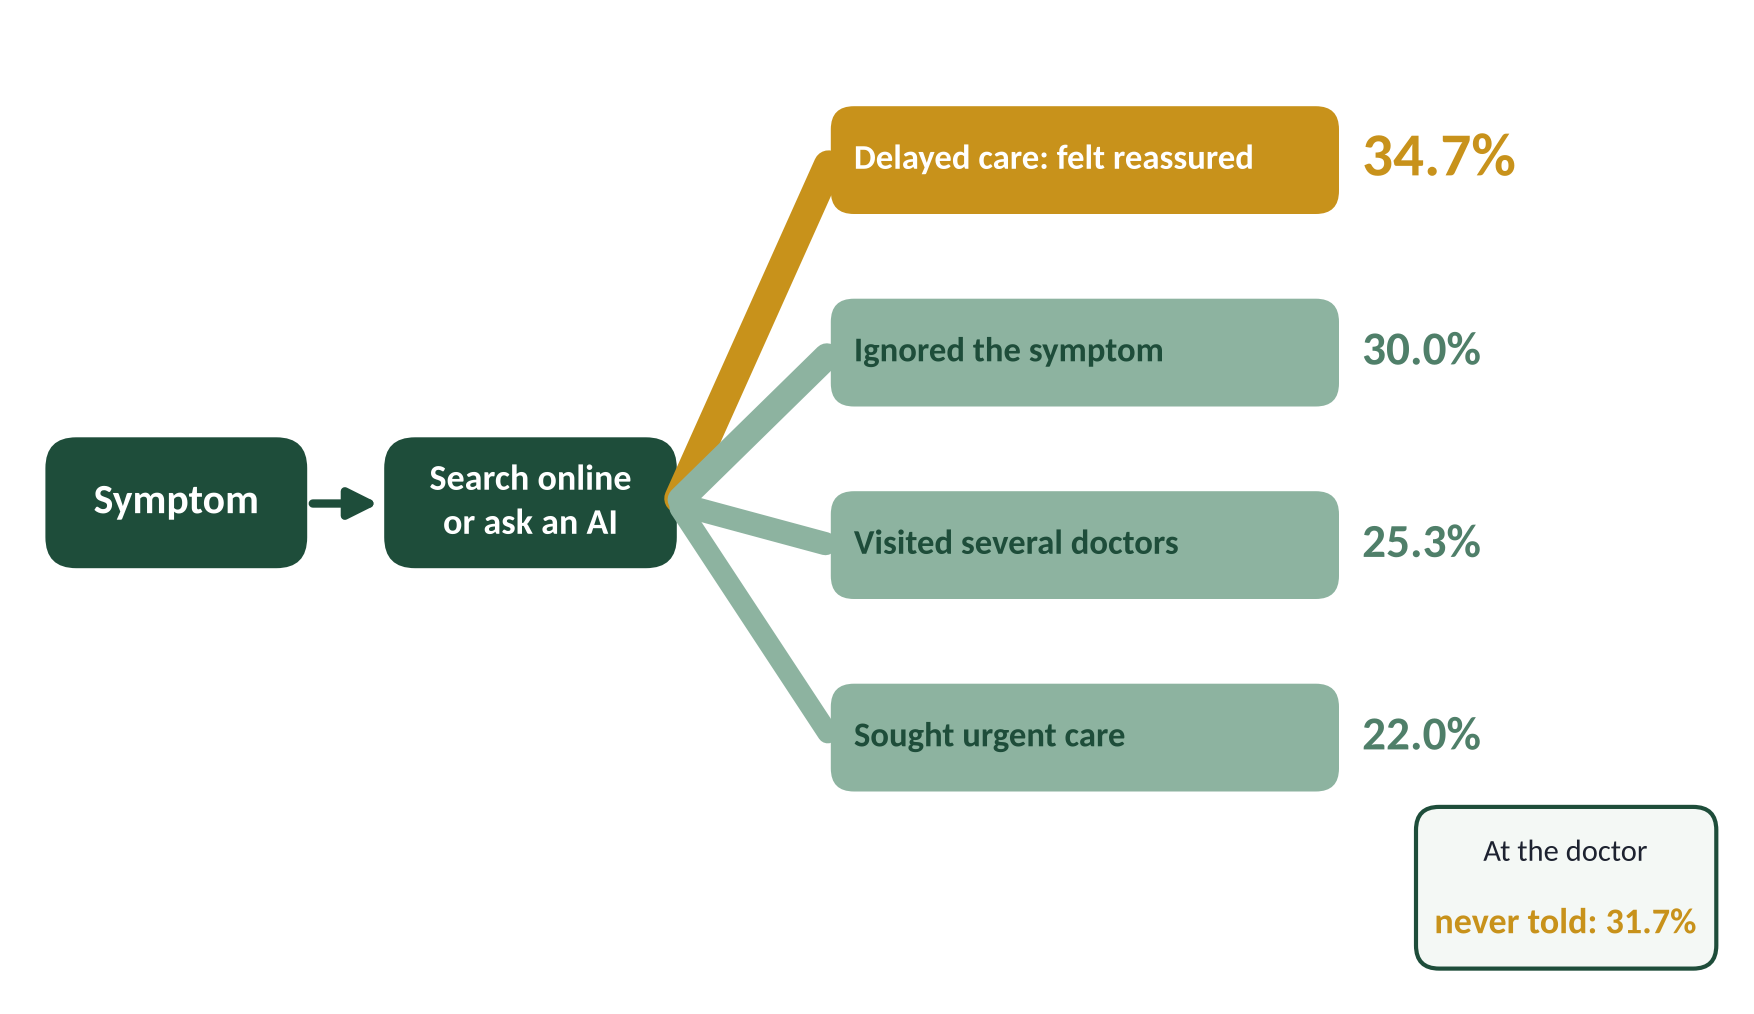 Symptom
Search online
or ask an AI
Delayed care: felt reassured
34.7%
Ignored the symptom
30.0%
Visited several doctors
25.3%
Sought urgent care
22.0%
At the doctor
never told: 31.7%